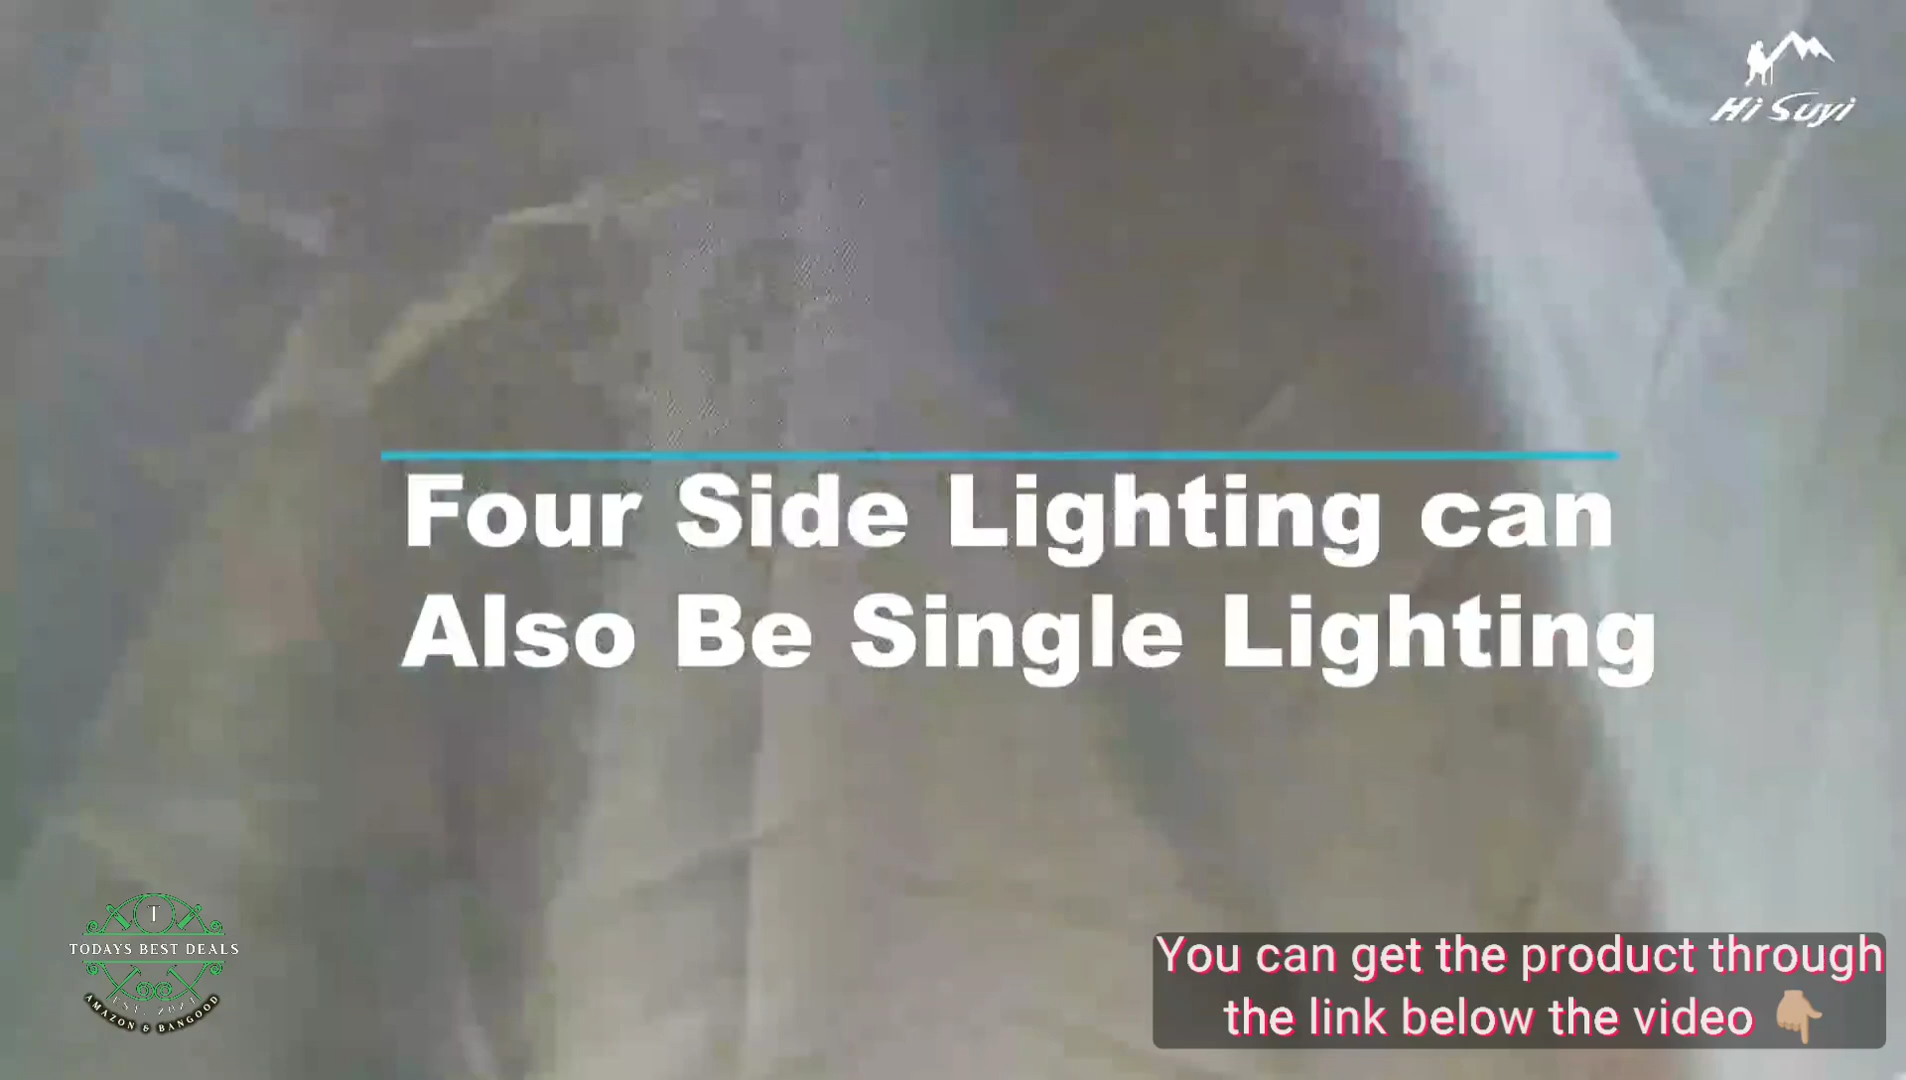 Hi Suyi
Four Side Lighting can
Also Be Single Lighting
T
TODAYS BEST DEALS
AMAZON & BANGOOD
You can get the product through
the link below the video 👇🏼